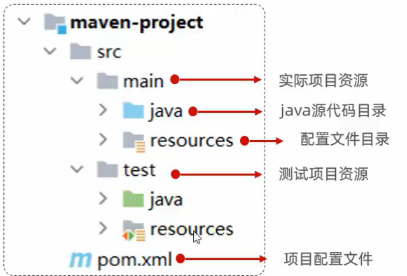 maven-project
src
main 实际项目资源
java java源代码目录
resources 配置文件目录
test 测试项目资源
java
resources
m pom.xml 项目配置文件